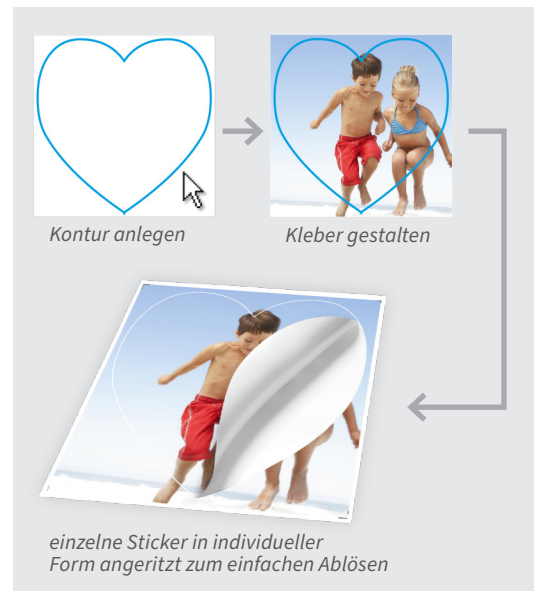 Kontur anlegen
Kleber gestalten
einzelne Sticker in individueller
Form angeritzt zum einfachen Ablösen